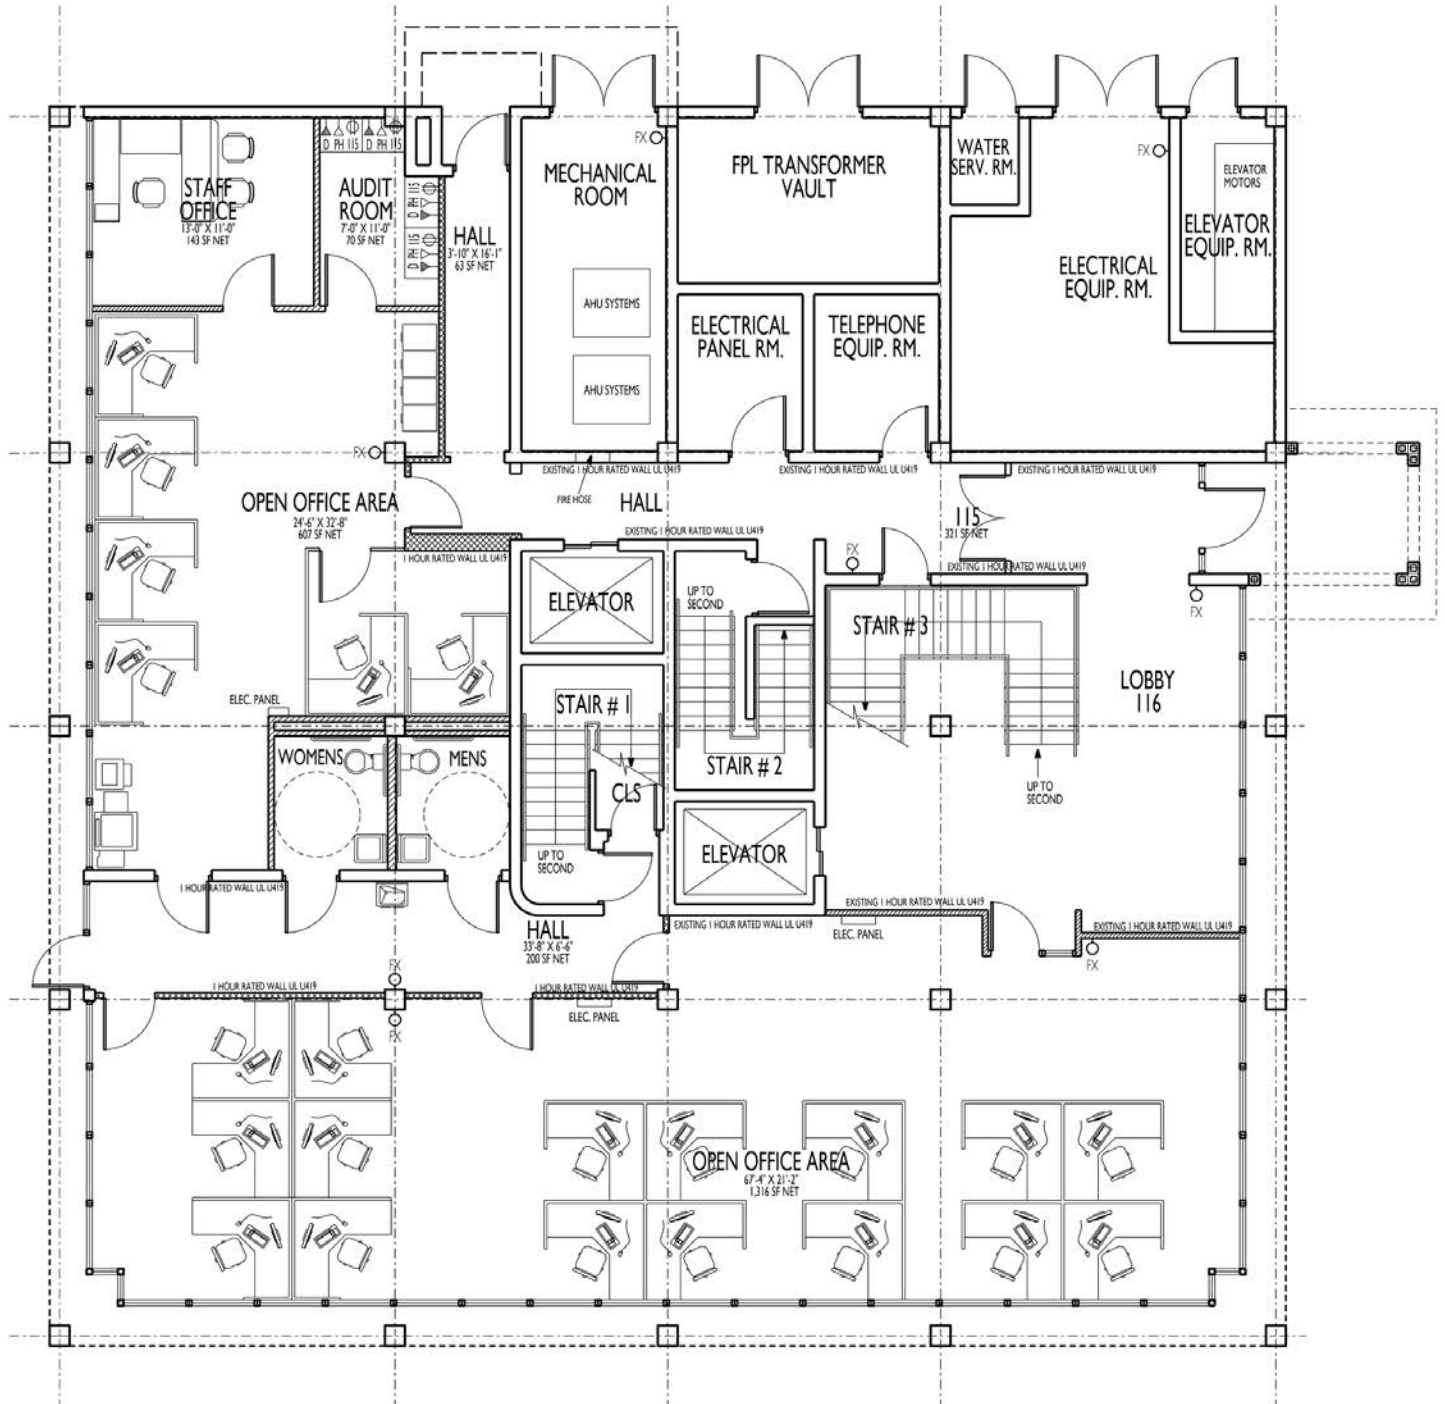 FX
MECHANICAL
ROOM
FPL TRANSFORMER
VAULT
WATER
SERV. RM.
FX
ELEVATOR
MOTORS
ELEVATOR
EQUIP. RM.
D PH 115 D PH 115
STAFF
OFFICE
13'-0" X 11'-0"
143 SF NET
AUDIT
ROOM
7'-0" X 11'-0"
70 SF NET
D PH 115
D PH 115
HALL
3'-10" X 16'-1"
63 SF NET
ELECTRICAL
EQUIP. RM.
AHU SYSTEMS
AHU SYSTEMS
ELECTRICAL
PANEL RM.
TELEPHONE
EQUIP. RM.
FX
EXISTING 1 HOUR RATED WALL UL U419
EXISTING 1 HOUR RATED WALL UL U419
EXISTING 1 HOUR RATED WALL UL U419
FIRE HOSE
OPEN OFFICE AREA
24'-6" X 32'-8"
607 SF NET
HALL
115
321 SF NET
EXISTING 1 HOUR RATED WALL UL U419
1 HOUR RATED WALL UL U419
FX
EXISTING 1 HOUR RATED WALL UL U419
ELEVATOR
UP TO
SECOND
STAIR # 3
FX
LOBBY
116
ELEC. PANEL
STAIR # 1
WOMENS
MENS
STAIR # 2
CLS
UP TO
SECOND
UP TO
SECOND
ELEVATOR
1 HOUR RATED WALL UL U419
EXISTING 1 HOUR RATED WALL UL U419
EXISTING 1 HOUR RATED WALL UL U419
EXISTING 1 HOUR RATED WALL UL U419
HALL
33'-8" X 6'-6"
200 SF NET
ELEC. PANEL
FX
FX
1 HOUR RATED WALL UL U419
1 HOUR RATED WALL UL U419
ELEC. PANEL
FX
OPEN OFFICE AREA
67'-4" X 21'-2"
1,316 SF NET